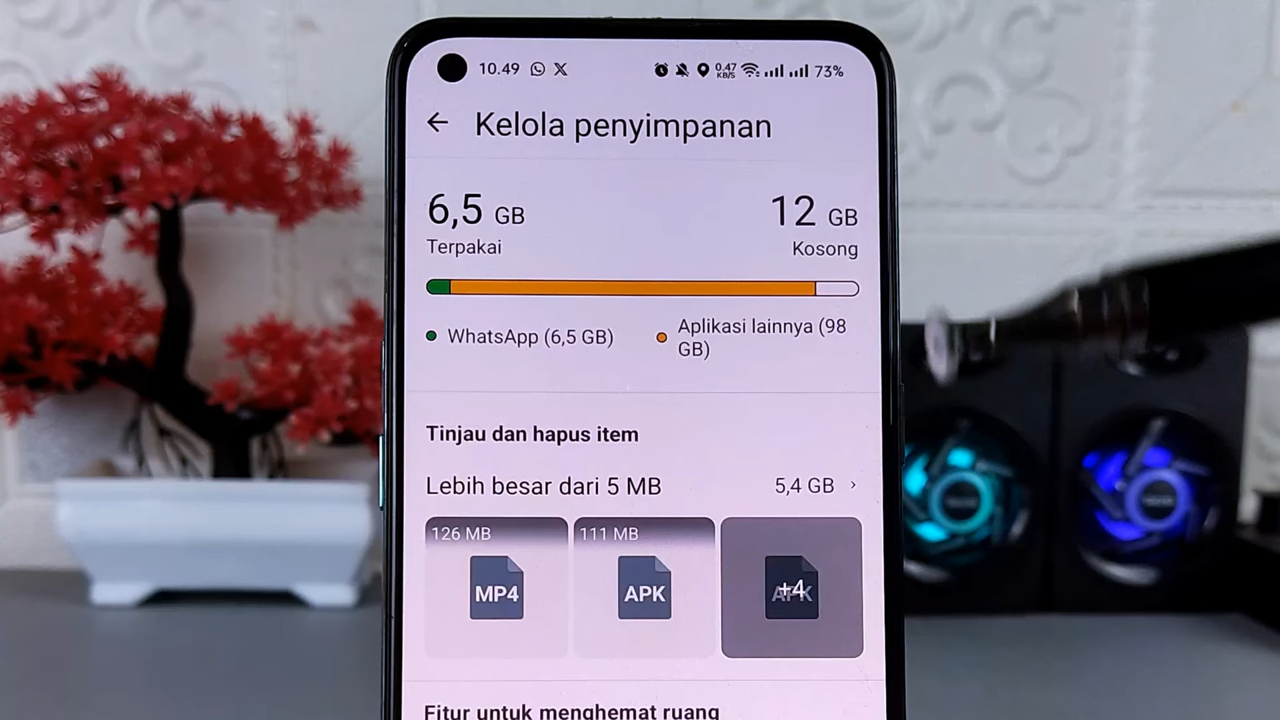 10.49 0.47 KB/S 73%
Kelola penyimpanan
6,5 GB 12 GB
Terpakai Kosong
WhatsApp (6,5 GB) Aplikasi lainnya (98
GB)
Tinjau dan hapus item
Lebih besar dari 5 MB 5,4 GB
126 MB 111 MB
MP4 APK APK +4
Fitur untuk menghemat ruang